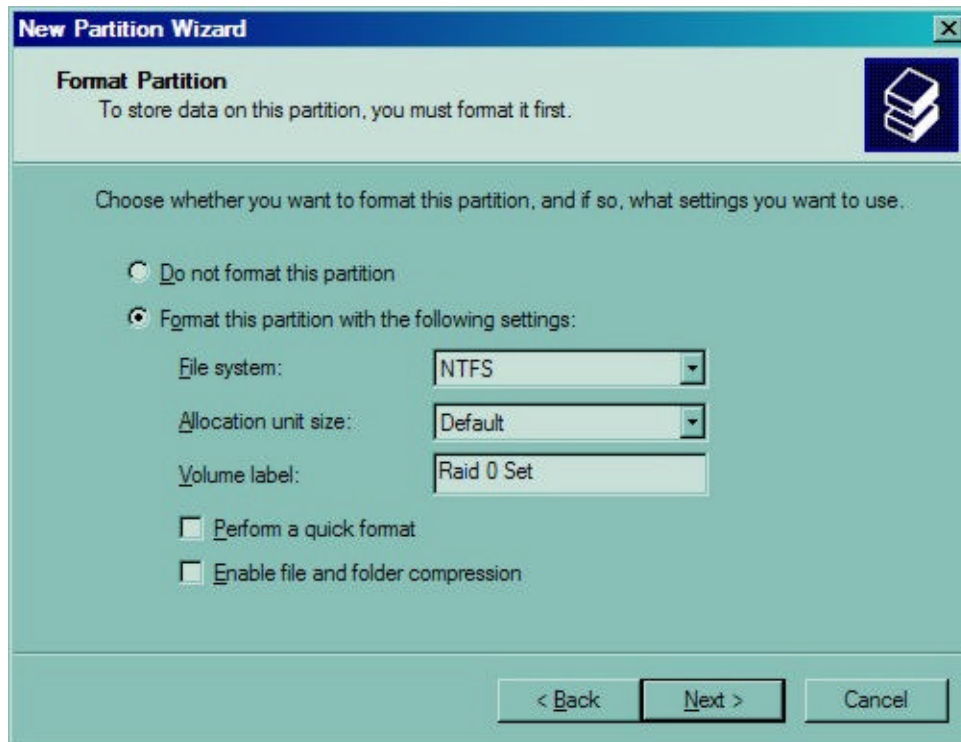 New Partition Wizard
Format Partition
To store data on this partition, you must format it first.
Choose whether you want to format this partition, and if so, what settings you want to use.
Do not format this partition
Format this partition with the following settings:
File system: NTFS
Allocation unit size: Default
Volume label: Raid 0 Set
Perform a quick format
Enable file and folder compression
< Back Next > Cancel